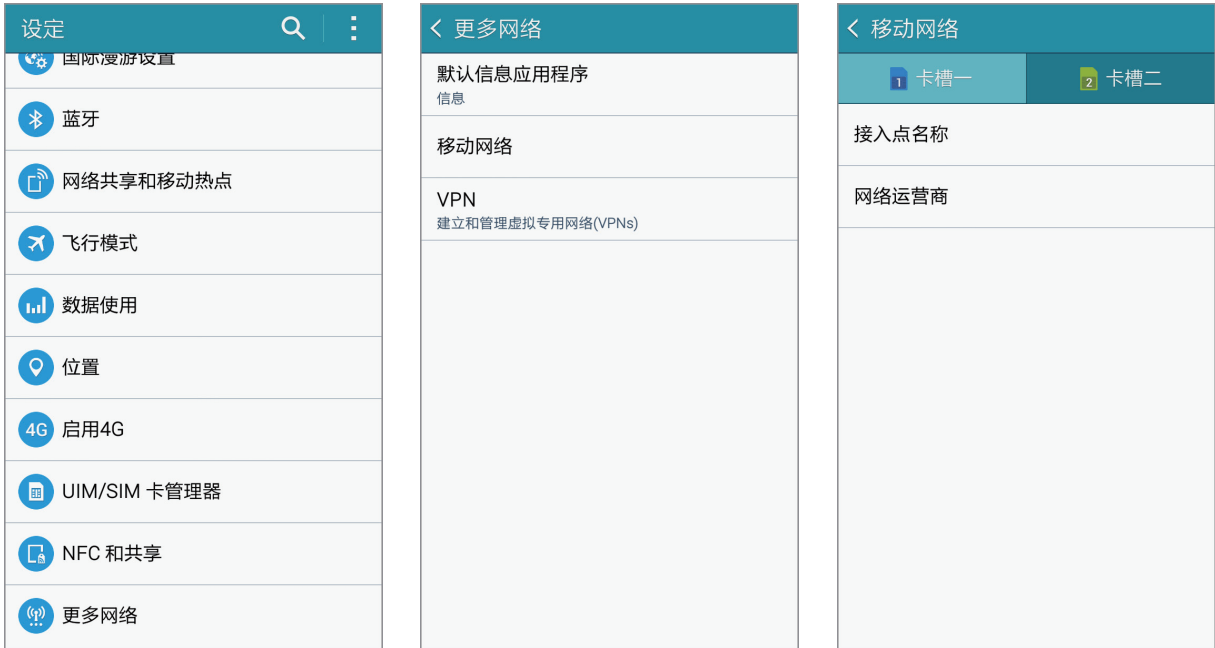 设定
国际漫游设置
蓝牙
网络共享和移动热点
飞行模式
数据使用
位置
4G 启用4G
UIM/SIM 卡管理器
NFC 和共享
更多网络
更多网络
默认信息应用程序
信息
移动网络
VPN
建立和管理虚拟专用网络(VPNs)
移动网络
1 卡槽一 2 卡槽二
接入点名称
网络运营商